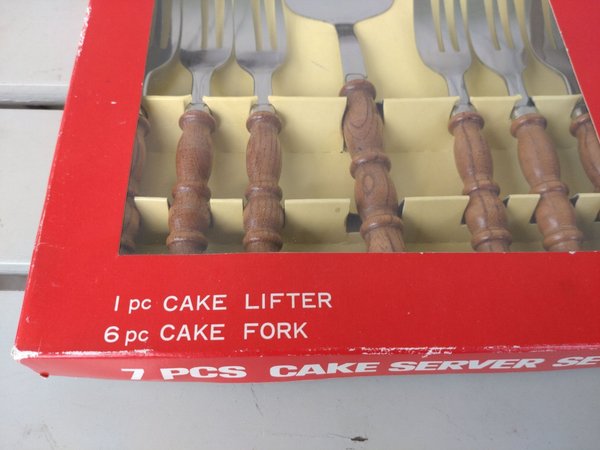 1 pc CAKE LIFTER
6 pc CAKE FORK
7 PCS CAKE SERVER